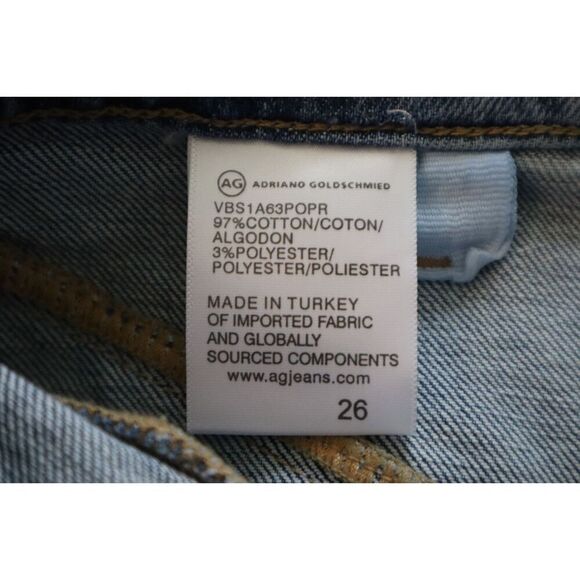 AG ADRIANO GOLDSCHMIED
VBS1A63POPR
97%COTTON/COTON/
ALGODON
3%POLYESTER/
POLYESTER/POLIESTER
MADE IN TURKEY
OF IMPORTED FABRIC
AND GLOBALLY
SOURCED COMPONENTS
www.agjeans.com
26